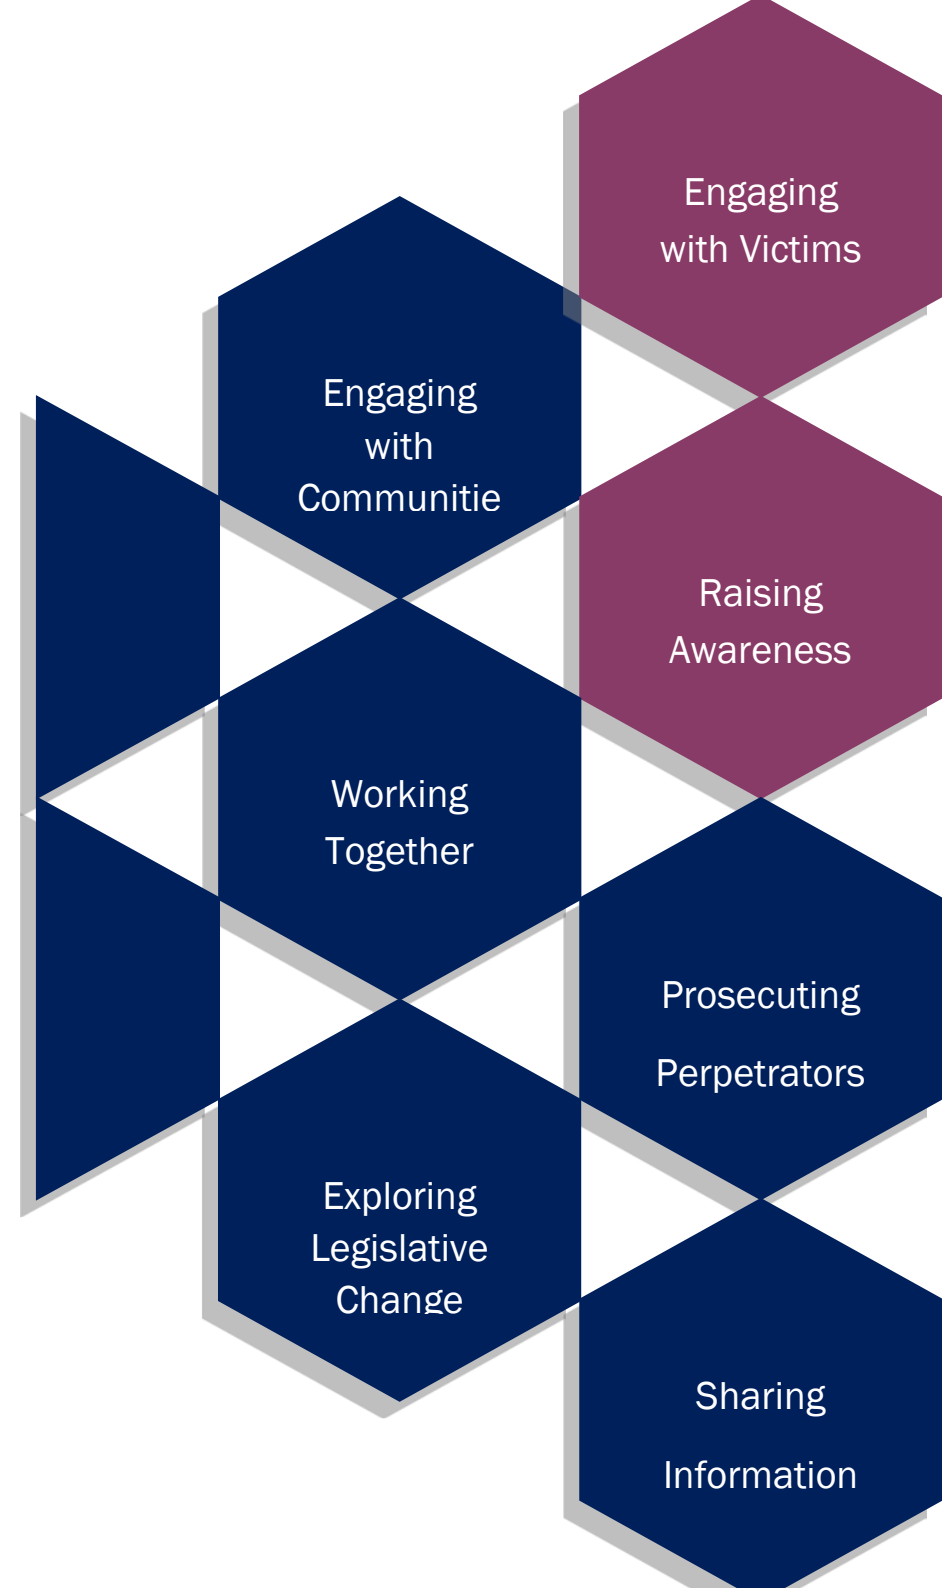 Engaging
with Victims
Engaging
with
Communitie
Raising
Awareness
Working
Together
Prosecuting
Perpetrators
Exploring
Legislative
Change
Sharing
Information